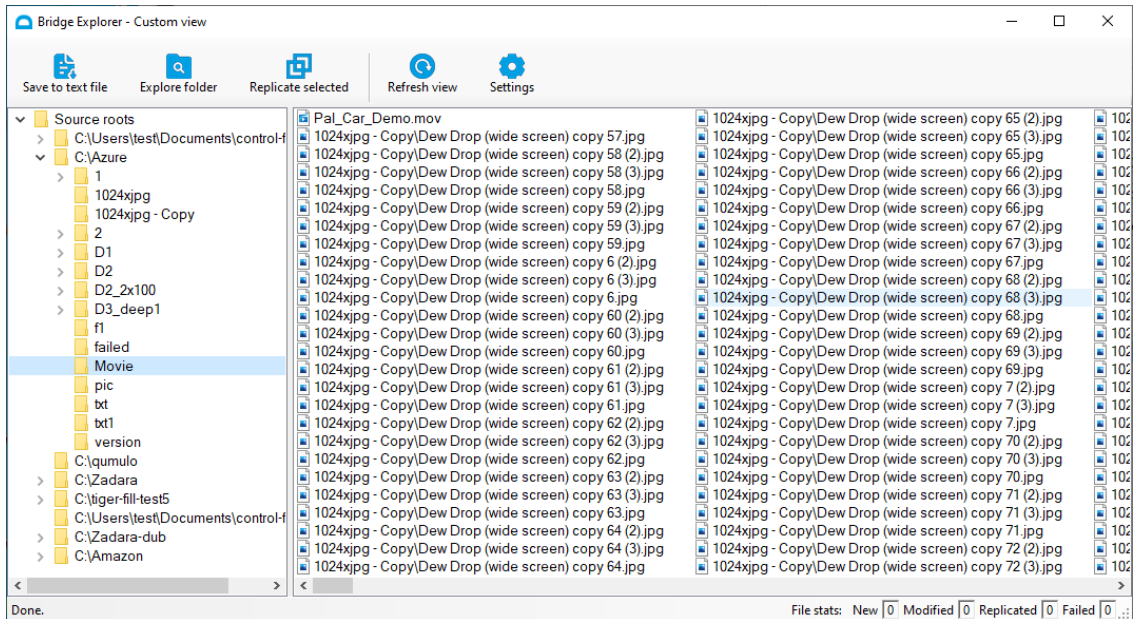 Bridge Explorer - Custom view
Save to text file
Explore folder
Replicate selected
Refresh view
Settings
Source roots
C:\Users\test\Documents\control-f
C:\Azure
1
1024xjpg
1024xjpg - Copy
2
D1
D2
D2_2x100
D3_deep1
f1
failed
Movie
pic
txt
txt1
version
C:\qumulo
C:\Zadara
C:\tiger-fill-test5
C:\Users\test\Documents\control-f
C:\Zadara-dub
C:\Amazon
Pal_Car_Demo.mov
1024xjpg - Copy\Dew Drop (wide screen) copy 57.jpg
1024xjpg - Copy\Dew Drop (wide screen) copy 58 (2).jpg
1024xjpg - Copy\Dew Drop (wide screen) copy 58 (3).jpg
1024xjpg - Copy\Dew Drop (wide screen) copy 58.jpg
1024xjpg - Copy\Dew Drop (wide screen) copy 59 (2).jpg
1024xjpg - Copy\Dew Drop (wide screen) copy 59 (3).jpg
1024xjpg - Copy\Dew Drop (wide screen) copy 59.jpg
1024xjpg - Copy\Dew Drop (wide screen) copy 6 (2).jpg
1024xjpg - Copy\Dew Drop (wide screen) copy 6 (3).jpg
1024xjpg - Copy\Dew Drop (wide screen) copy 6.jpg
1024xjpg - Copy\Dew Drop (wide screen) copy 60 (2).jpg
1024xjpg - Copy\Dew Drop (wide screen) copy 60 (3).jpg
1024xjpg - Copy\Dew Drop (wide screen) copy 60.jpg
1024xjpg - Copy\Dew Drop (wide screen) copy 61 (2).jpg
1024xjpg - Copy\Dew Drop (wide screen) copy 61 (3).jpg
1024xjpg - Copy\Dew Drop (wide screen) copy 61.jpg
1024xjpg - Copy\Dew Drop (wide screen) copy 62 (2).jpg
1024xjpg - Copy\Dew Drop (wide screen) copy 62 (3).jpg
1024xjpg - Copy\Dew Drop (wide screen) copy 62.jpg
1024xjpg - Copy\Dew Drop (wide screen) copy 63 (2).jpg
1024xjpg - Copy\Dew Drop (wide screen) copy 63 (3).jpg
1024xjpg - Copy\Dew Drop (wide screen) copy 63.jpg
1024xjpg - Copy\Dew Drop (wide screen) copy 64 (2).jpg
1024xjpg - Copy\Dew Drop (wide screen) copy 64 (3).jpg
1024xjpg - Copy\Dew Drop (wide screen) copy 64.jpg
1024xjpg - Copy\Dew Drop (wide screen) copy 65 (2).jpg
1024xjpg - Copy\Dew Drop (wide screen) copy 65 (3).jpg
1024xjpg - Copy\Dew Drop (wide screen) copy 65.jpg
1024xjpg - Copy\Dew Drop (wide screen) copy 66 (2).jpg
1024xjpg - Copy\Dew Drop (wide screen) copy 66 (3).jpg
1024xjpg - Copy\Dew Drop (wide screen) copy 66.jpg
1024xjpg - Copy\Dew Drop (wide screen) copy 67 (2).jpg
1024xjpg - Copy\Dew Drop (wide screen) copy 67 (3).jpg
1024xjpg - Copy\Dew Drop (wide screen) copy 67.jpg
1024xjpg - Copy\Dew Drop (wide screen) copy 68 (2).jpg
1024xjpg - Copy\Dew Drop (wide screen) copy 68 (3).jpg
1024xjpg - Copy\Dew Drop (wide screen) copy 68.jpg
1024xjpg - Copy\Dew Drop (wide screen) copy 69 (2).jpg
1024xjpg - Copy\Dew Drop (wide screen) copy 69 (3).jpg
1024xjpg - Copy\Dew Drop (wide screen) copy 69.jpg
1024xjpg - Copy\Dew Drop (wide screen) copy 7 (2).jpg
1024xjpg - Copy\Dew Drop (wide screen) copy 7 (3).jpg
1024xjpg - Copy\Dew Drop (wide screen) copy 7.jpg
1024xjpg - Copy\Dew Drop (wide screen) copy 70 (2).jpg
1024xjpg - Copy\Dew Drop (wide screen) copy 70 (3).jpg
1024xjpg - Copy\Dew Drop (wide screen) copy 70.jpg
1024xjpg - Copy\Dew Drop (wide screen) copy 71 (2).jpg
1024xjpg - Copy\Dew Drop (wide screen) copy 71 (3).jpg
1024xjpg - Copy\Dew Drop (wide screen) copy 71.jpg
1024xjpg - Copy\Dew Drop (wide screen) copy 72 (2).jpg
1024xjpg - Copy\Dew Drop (wide screen) copy 72 (3).jpg
Done.
File stats: New 0 Modified 0 Replicated 0 Failed 0